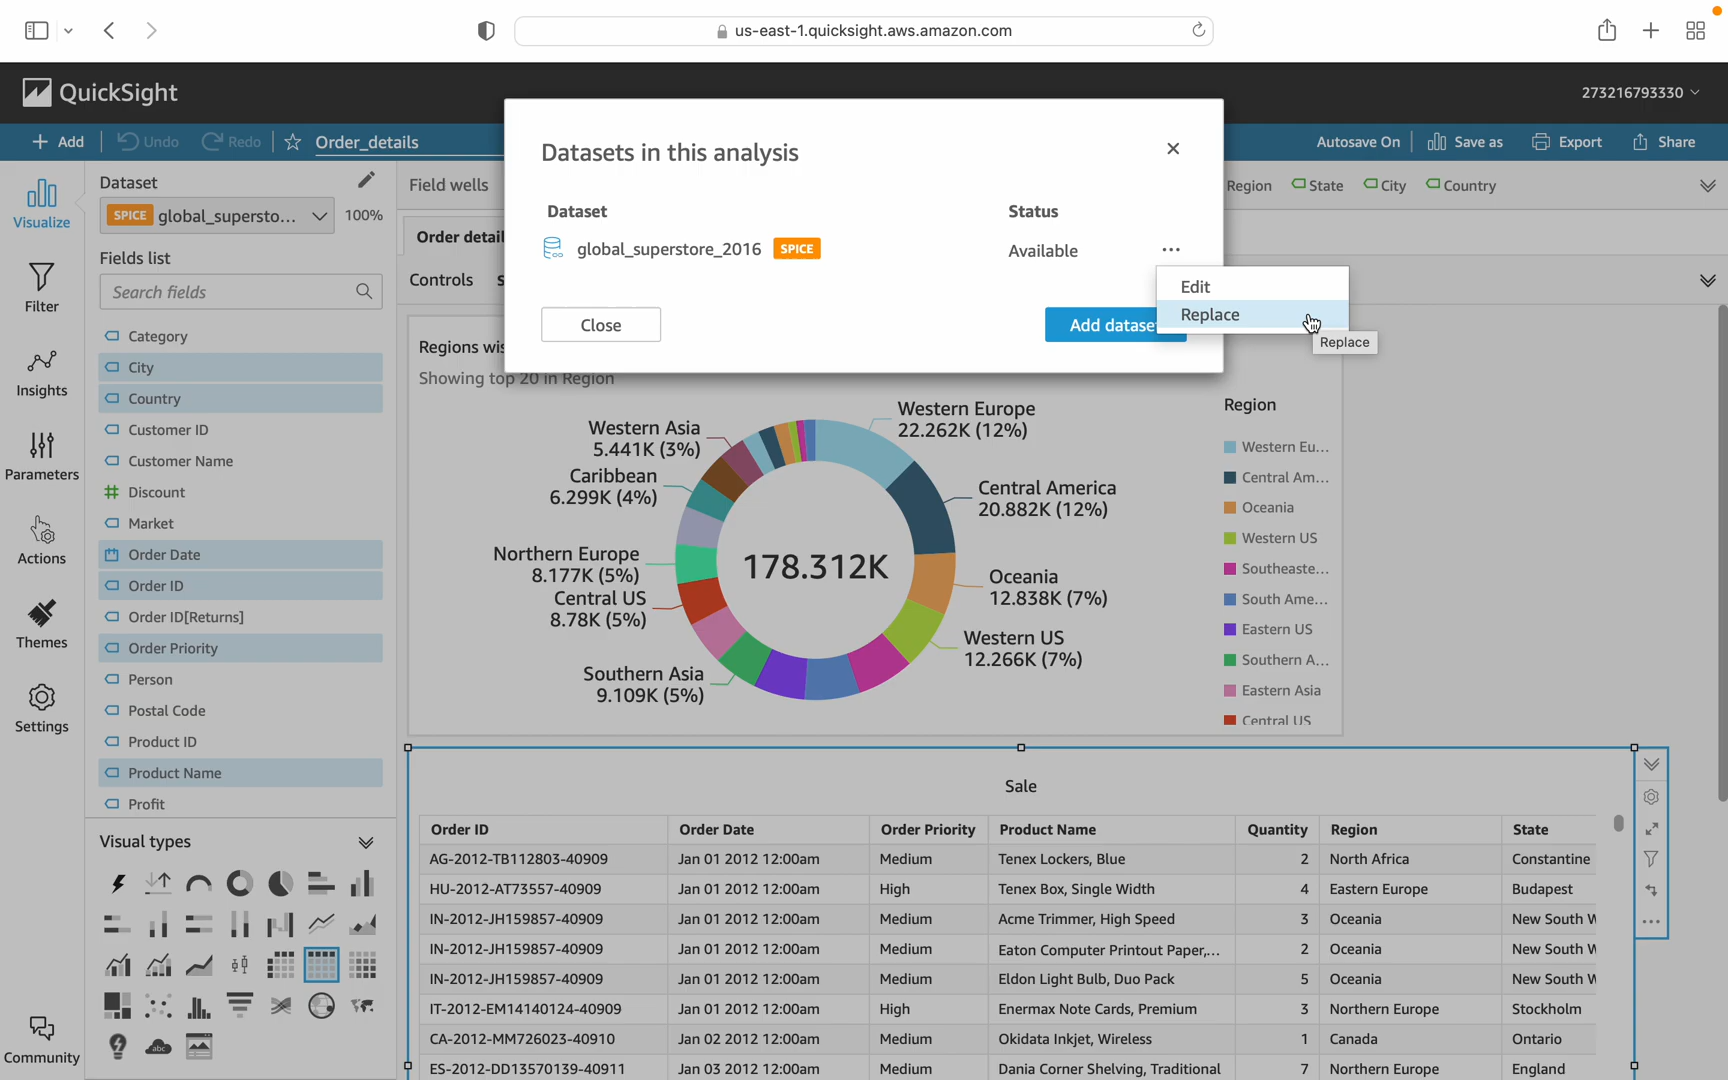 us-east-1.quicksight.aws.amazon.com
QuickSight
273216793330
Add
Undo
Redo
Order_details
Autosave On
Save as
Export
Share
Visualize
Filter
Insights
Parameters
Actions
Themes
Settings
Community
Dataset
SPICE global_supersto... 100%
Fields list
Search fields
Category
City
Country
Customer ID
Customer Name
Discount
Market
Order Date
Order ID
Order ID[Returns]
Order Priority
Person
Postal Code
Product ID
Product Name
Profit
Visual types
abc
Field wells
Region State City Country
Order detail
Controls
Datasets in this analysis
Dataset Status
global_superstore_2016 SPICE Available
Edit
Replace
Replace
Close
Add dataset
Regions wis
Showing top 20 in Region
Western Europe
22.262K (12%)
Central America
20.882K (12%)
Oceania
12.838K (7%)
Western US
12.266K (7%)
Southern Asia
9.109K (5%)
Central US
8.78K (5%)
Northern Europe
8.177K (5%)
Caribbean
6.299K (4%)
Western Asia
5.441K (3%)
178.312K
Region
Western Eu...
Central Am...
Oceania
Western US
Southeaste...
South Ame...
Eastern US
Southern A...
Eastern Asia
Central US
Sale
Order ID Order Date Order Priority Product Name Quantity Region State
AG-2012-TB112803-40909 Jan 01 2012 12:00am Medium Tenex Lockers, Blue 2 North Africa Constantine
HU-2012-AT73557-40909 Jan 01 2012 12:00am High Tenex Box, Single Width 4 Eastern Europe Budapest
IN-2012-JH159857-40909 Jan 01 2012 12:00am Medium Acme Trimmer, High Speed 3 Oceania New South W
IN-2012-JH159857-40909 Jan 01 2012 12:00am Medium Eaton Computer Printout Paper,... 2 Oceania New South W
IN-2012-JH159857-40909 Jan 01 2012 12:00am Medium Eldon Light Bulb, Duo Pack 5 Oceania New South W
IT-2012-EM14140124-40909 Jan 01 2012 12:00am High Enermax Note Cards, Premium 3 Northern Europe Stockholm
CA-2012-MM726023-40910 Jan 02 2012 12:00am Medium Okidata Inkjet, Wireless 1 Canada Ontario
ES-2012-DD13570139-40911 Jan 03 2012 12:00am Medium Dania Corner Shelving, Traditional 7 Northern Europe England